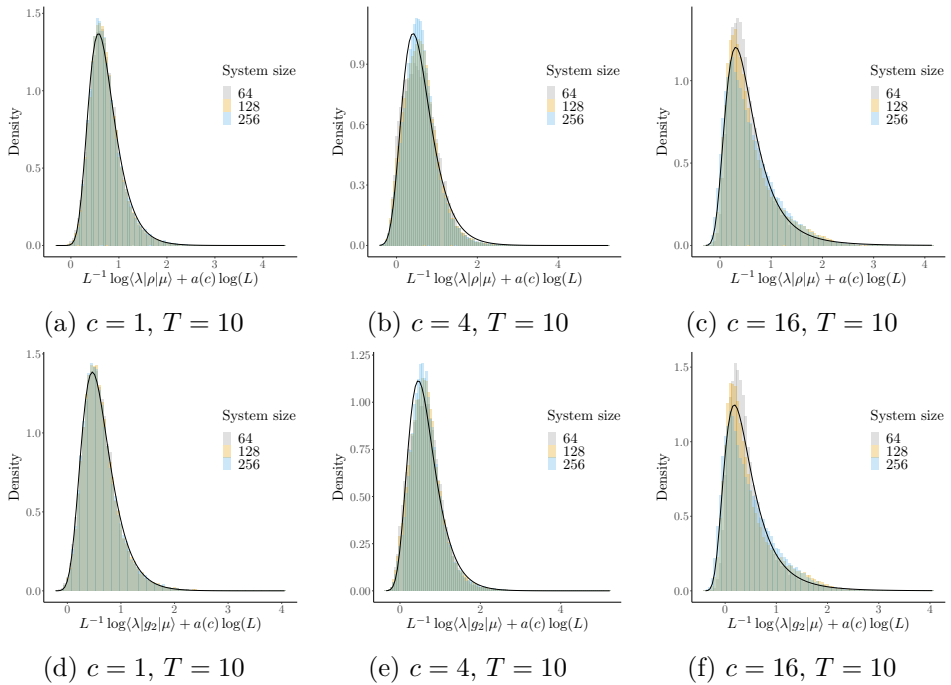 1.5
1.0
0.5
0.0
Density
System size
64
128
256
0 1 2 3 4
L⁻¹ log⟨λ|ρ|μ⟩ + a(c) log(L)
(a) c = 1, T = 10
0.9
0.6
0.3
0.0
Density
System size
64
128
256
0 2 4
L⁻¹ log⟨λ|ρ|μ⟩ + a(c) log(L)
(b) c = 4, T = 10
1.0
0.5
0.0
Density
System size
64
128
256
0 1 2 3 4
L⁻¹ log⟨λ|ρ|μ⟩ + a(c) log(L)
(c) c = 16, T = 10
1.5
1.0
0.5
0.0
Density
System size
64
128
256
0 1 2 3 4
L⁻¹ log⟨λ|g₂|μ⟩ + a(c) log(L)
(d) c = 1, T = 10
1.25
1.00
0.75
0.50
0.25
0.00
Density
System size
64
128
256
0 2 4
L⁻¹ log⟨λ|g₂|μ⟩ + a(c) log(L)
(e) c = 4, T = 10
1.5
1.0
0.5
0.0
Density
System size
64
128
256
0 1 2 3 4
L⁻¹ log⟨λ|g₂|μ⟩ + a(c) log(L)
(f) c = 16, T = 10